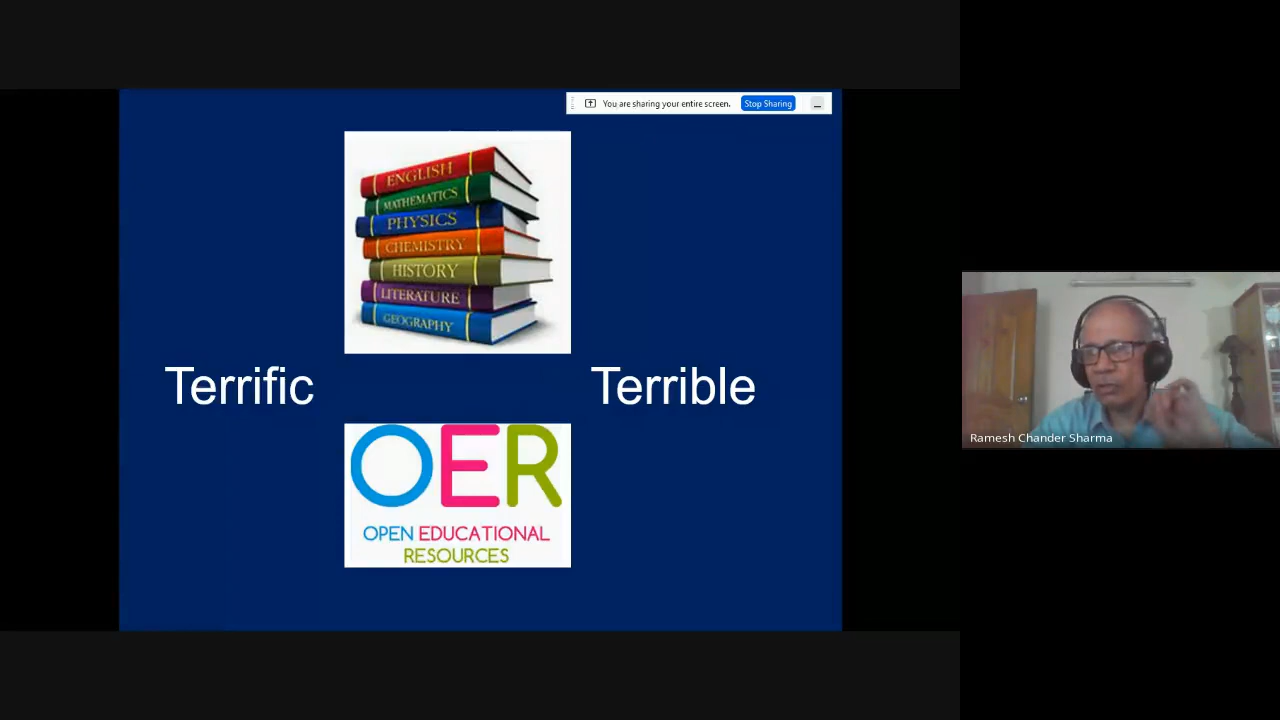 You are sharing your entire screen. Stop Sharing
ENGLISH
MATHEMATICS
PHYSICS
CHEMISTRY
HISTORY
LITERATURE
GEOGRAPHY
Terrific Terrible
OER
OPEN EDUCATIONAL
RESOURCES
Ramesh Chander Sharma